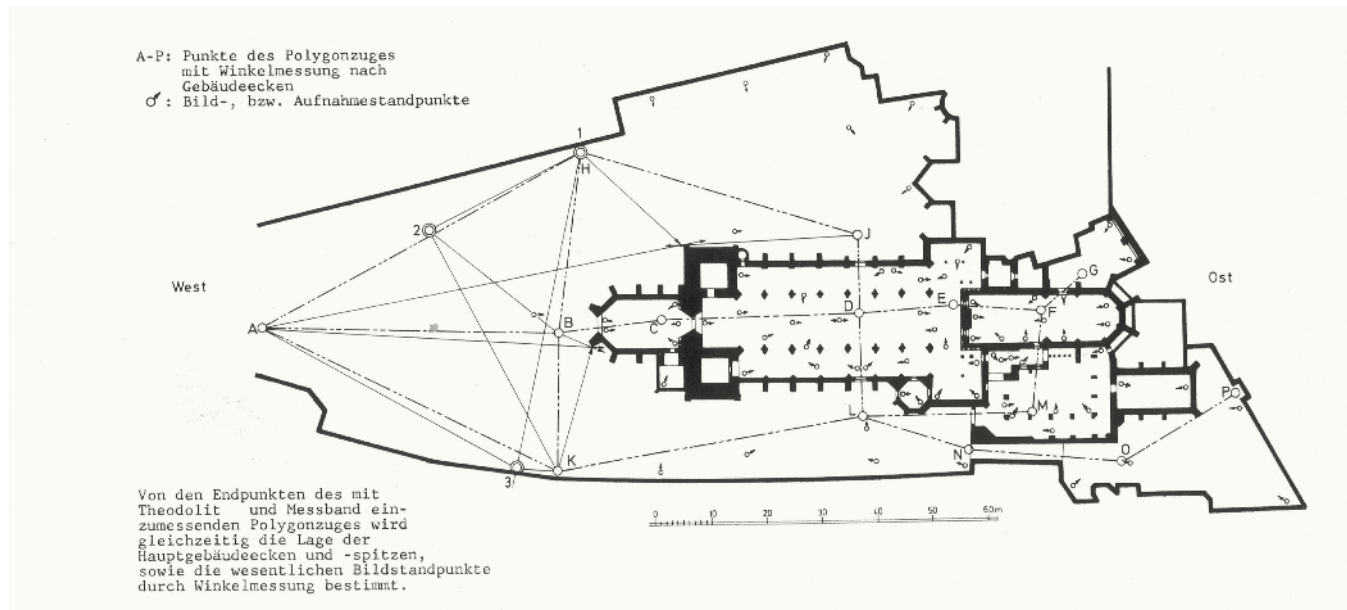 A-P: Punkte des Polygonzuges
mit Winkelmessung nach
Gebäudeecken
: Bild-, bzw. Aufnahmestandpunkte
1
H
2
J
G
West
Ost
E
D
F
A
B
C
P
L
M
N
O
K
3
Von den Endpunkten des mit
Theodolit und Messband ein-
zumessenden Polygonzuges wird
gleichzeitig die Lage der
Hauptgebäudeecken und -spitzen,
sowie die wesentlichen Bildstandpunkte
durch Winkelmessung bestimmt.
0 10 20 30 40 50 60m